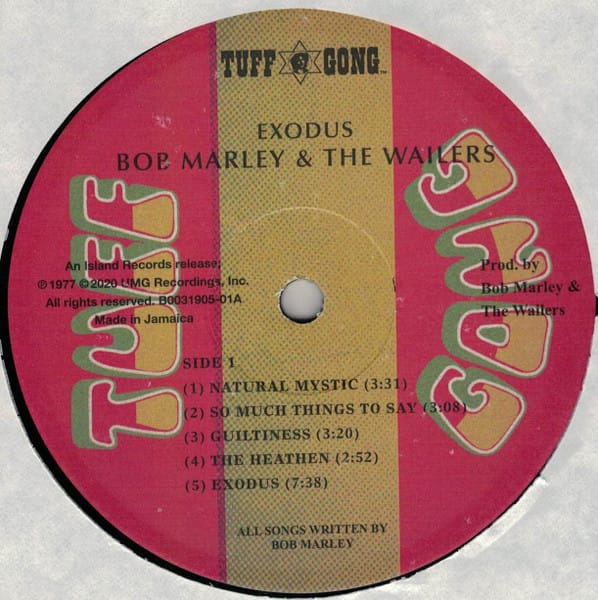 TUFF GONG™
EXODUS
BOB MARLEY & THE WAILERS
TUFF
GONG
An Island Records release,
℗ 1977 © 2020 UMG Recordings, Inc.
All rights reserved. B0031905-01A
Made in Jamaica
Prod. by
Bob Marley &
The Wailers
SIDE 1
(1) NATURAL MYSTIC (3:31)
(2) SO MUCH THINGS TO SAY (3:08)
(3) GUILTINESS (3:20)
(4) THE HEATHEN (2:52)
(5) EXODUS (7:38)
ALL SONGS WRITTEN BY
BOB MARLEY